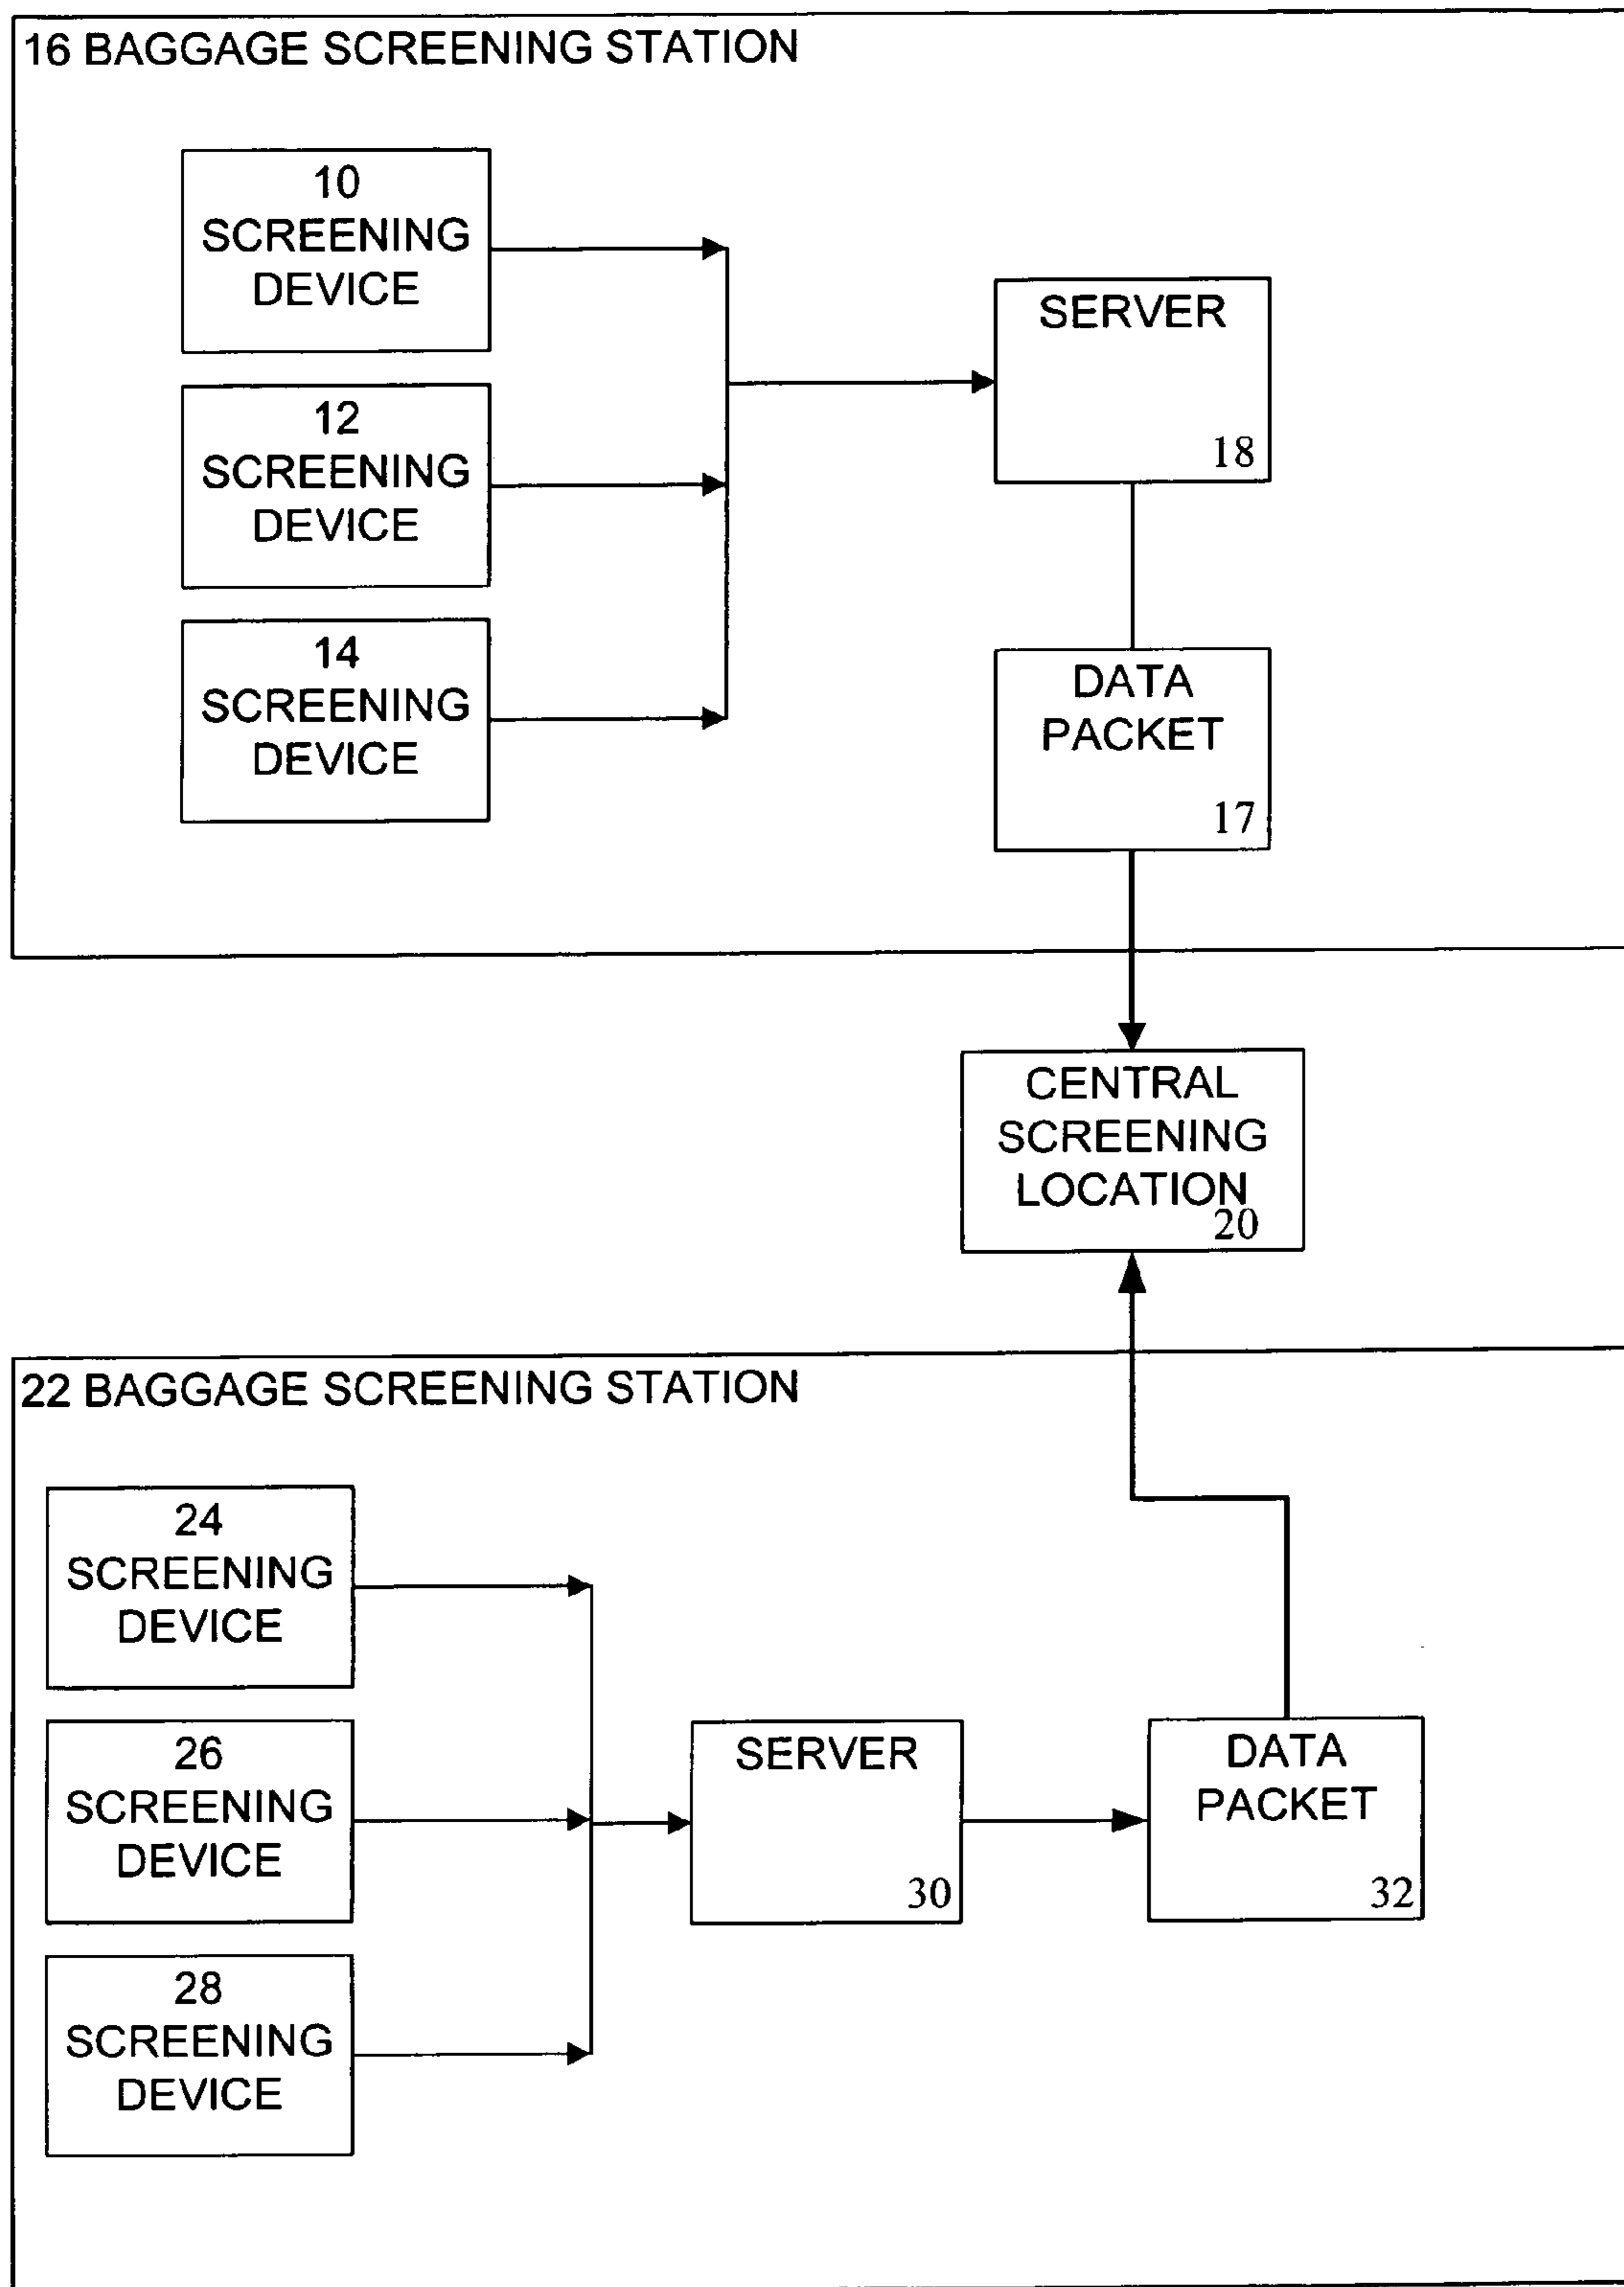 16 BAGGAGE SCREENING STATION
10
SCREENING
DEVICE
12
SCREENING
DEVICE
14
SCREENING
DEVICE
SERVER
18
DATA
PACKET
17
CENTRAL
SCREENING
LOCATION
20
22 BAGGAGE SCREENING STATION
24
SCREENING
DEVICE
26
SCREENING
DEVICE
28
SCREENING
DEVICE
SERVER
30
DATA
PACKET
32